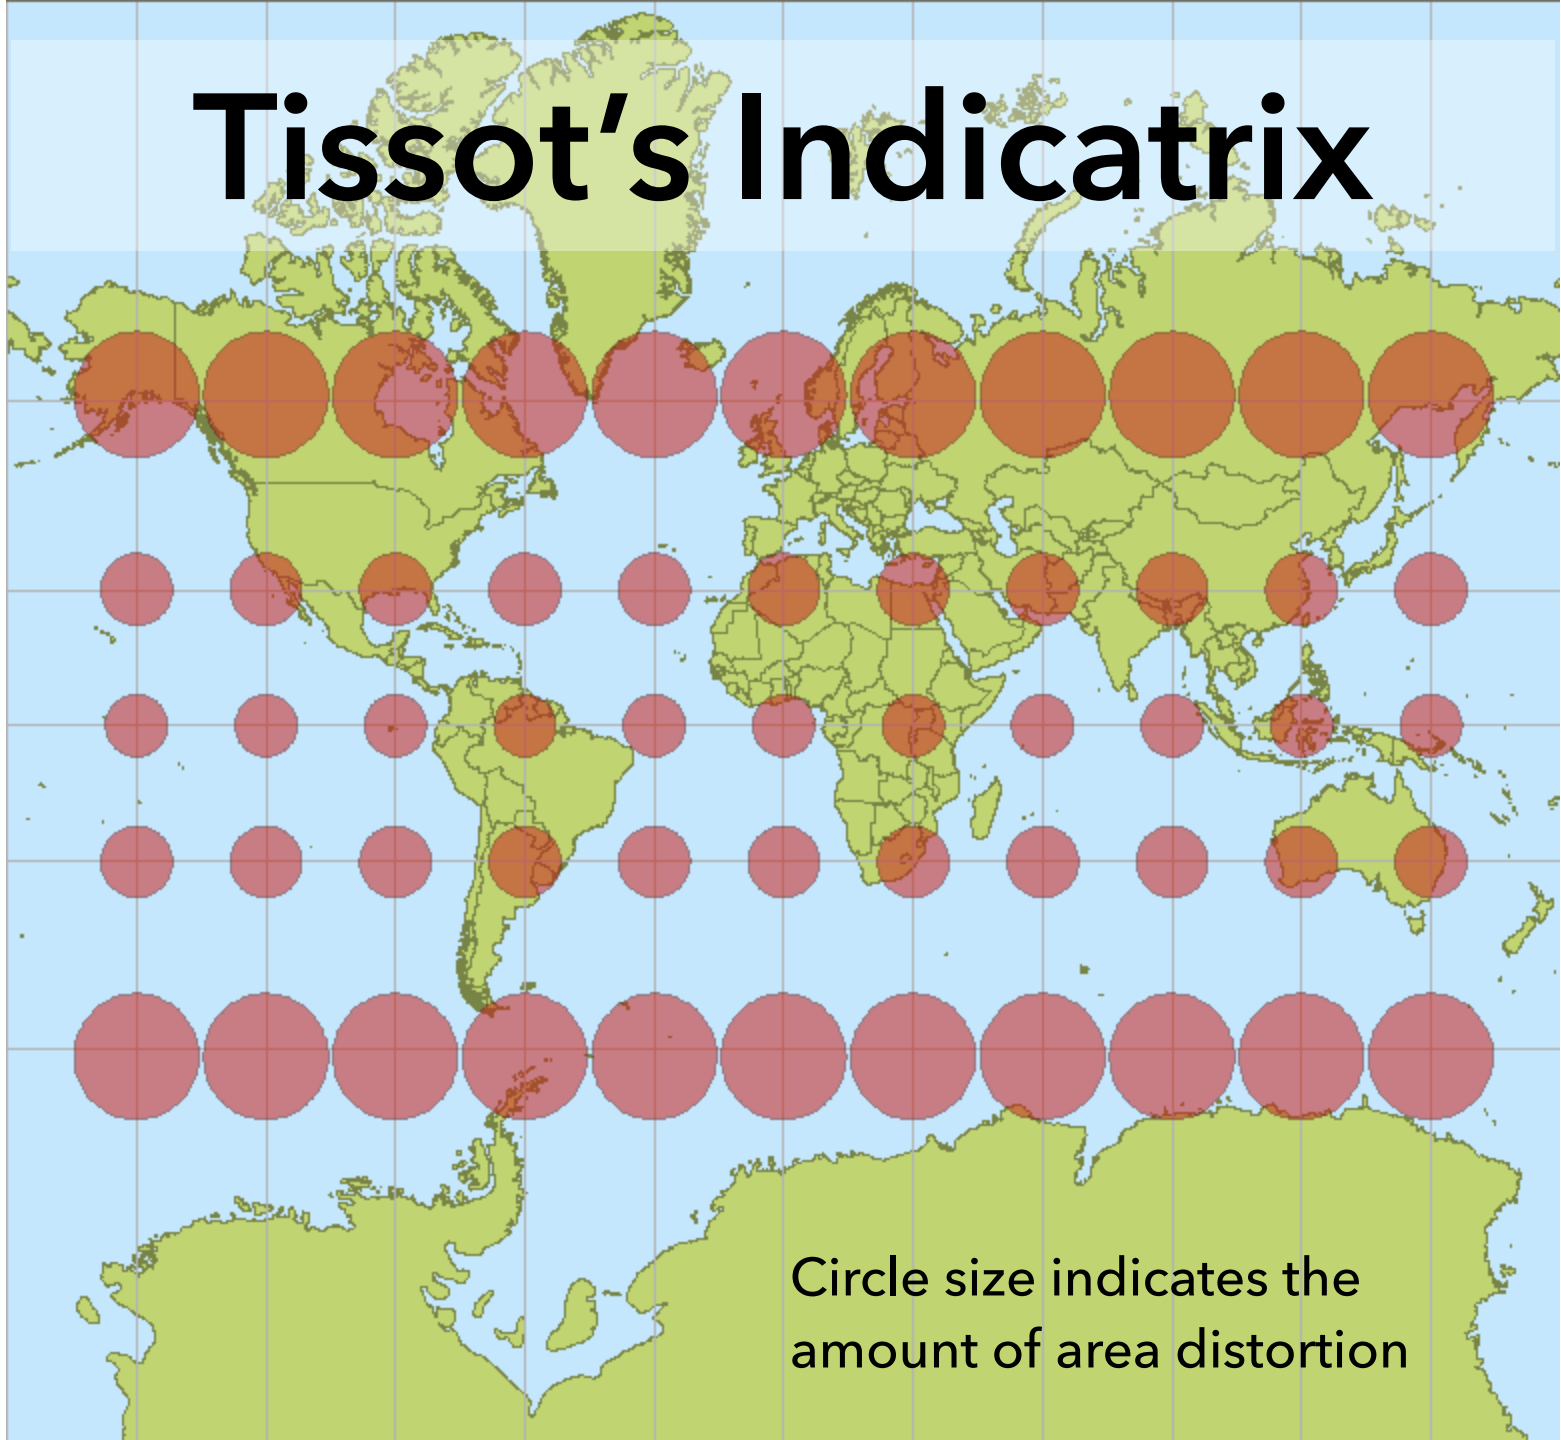 Tissot’s Indicatrix
Circle size indicates the
amount of area distortion